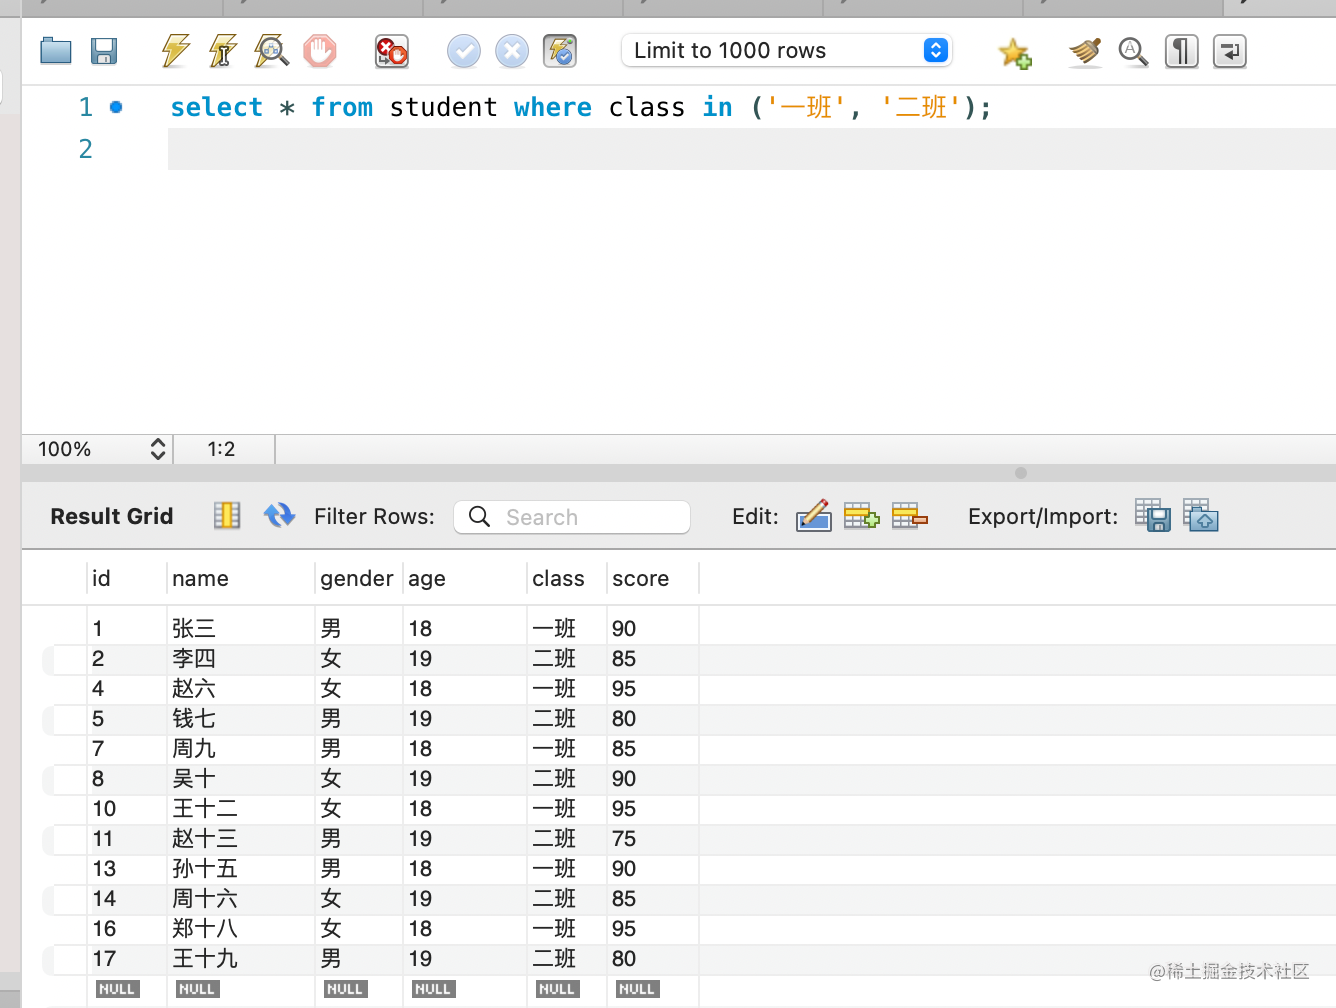 Limit to 1000 rows
1 select * from student where class in ('一班', '二班');
2
100% 1:2
Result Grid Filter Rows: Search Edit: Export/Import:
id name gender age class score
1 张三 男 18 一班 90
2 李四 女 19 二班 85
4 赵六 女 18 一班 95
5 钱七 男 19 二班 80
7 周九 男 18 一班 85
8 吴十 女 19 二班 90
10 王十二 女 18 一班 95
11 赵十三 男 19 二班 75
13 孙十五 男 18 一班 90
14 周十六 女 19 二班 85
16 郑十八 女 18 一班 95
17 王十九 男 19 二班 80
NULL NULL NULL NULL NULL NULL
@稀土掘金技术社区